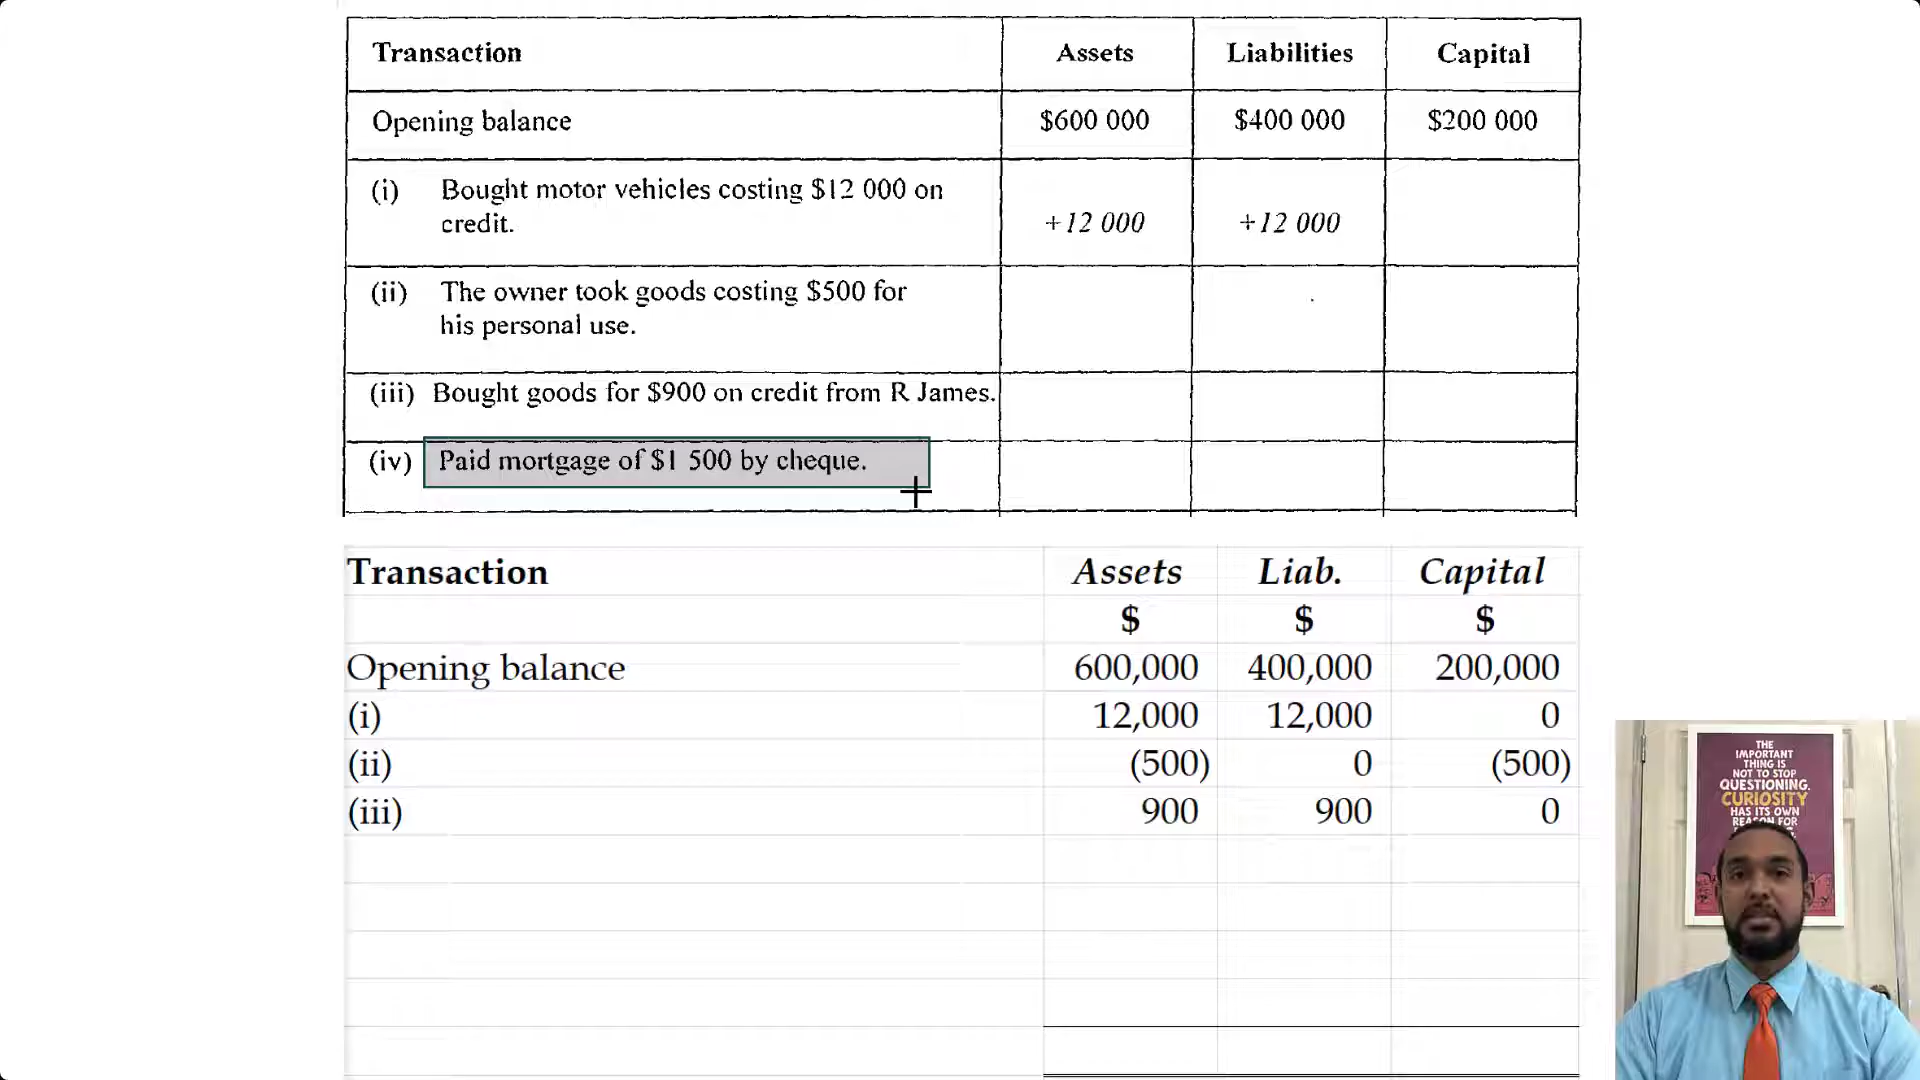 Transaction Assets Liabilities Capital
Opening balance $600 000 $400 000 $200 000
(i) Bought motor vehicles costing $12 000 on
credit. +12 000 +12 000
(ii) The owner took goods costing $500 for
his personal use.
(iii) Bought goods for $900 on credit from R James.
(iv) Paid mortgage of $1 500 by cheque.
Transaction Assets Liab. Capital
$ $ $
Opening balance 600,000 400,000 200,000
(i) 12,000 12,000 0
(ii) (500) 0 (500)
(iii) 900 900 0
THE
IMPORTANT
THING IS
NOT TO STOP
QUESTIONING.
CURIOSITY
HAS ITS OWN
REASON FOR